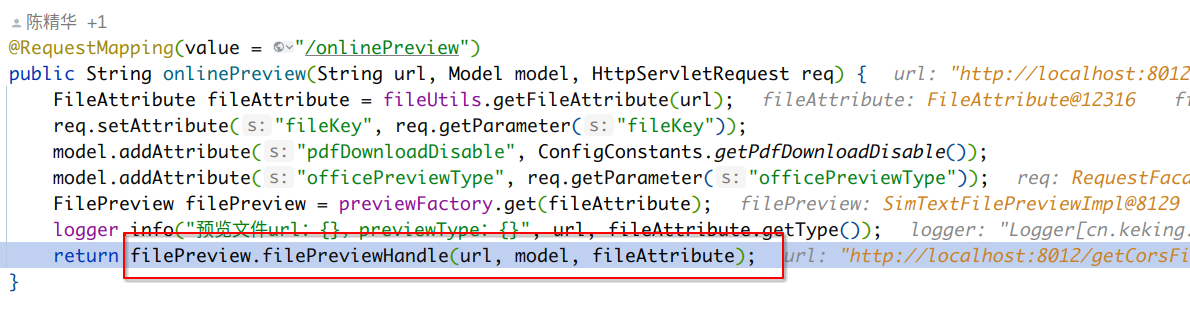 陈精华 +1
@RequestMapping(value = "/onlinePreview")
public String onlinePreview(String url, Model model, HttpServletRequest req) { url: "http://localhost:8012
FileAttribute fileAttribute = fileUtils.getFileAttribute(url); fileAttribute: FileAttribute@12316 fi
req.setAttribute( s: "fileKey", req.getParameter( s: "fileKey"));
model.addAttribute( s: "pdfDownloadDisable", ConfigConstants.getPdfDownloadDisable());
model.addAttribute( s: "officePreviewType", req.getParameter( s: "officePreviewType")); req: RequestFaca
FilePreview filePreview = previewFactory.get(fileAttribute); filePreview: SimTextFilePreviewImpl@8129
logger.info("预览文件url：{}，previewType：{}", url, fileAttribute.getType()); logger: "Logger[cn.keking.
return filePreview.filePreviewHandle(url, model, fileAttribute); url: "http://localhost:8012/getCorsFi
}